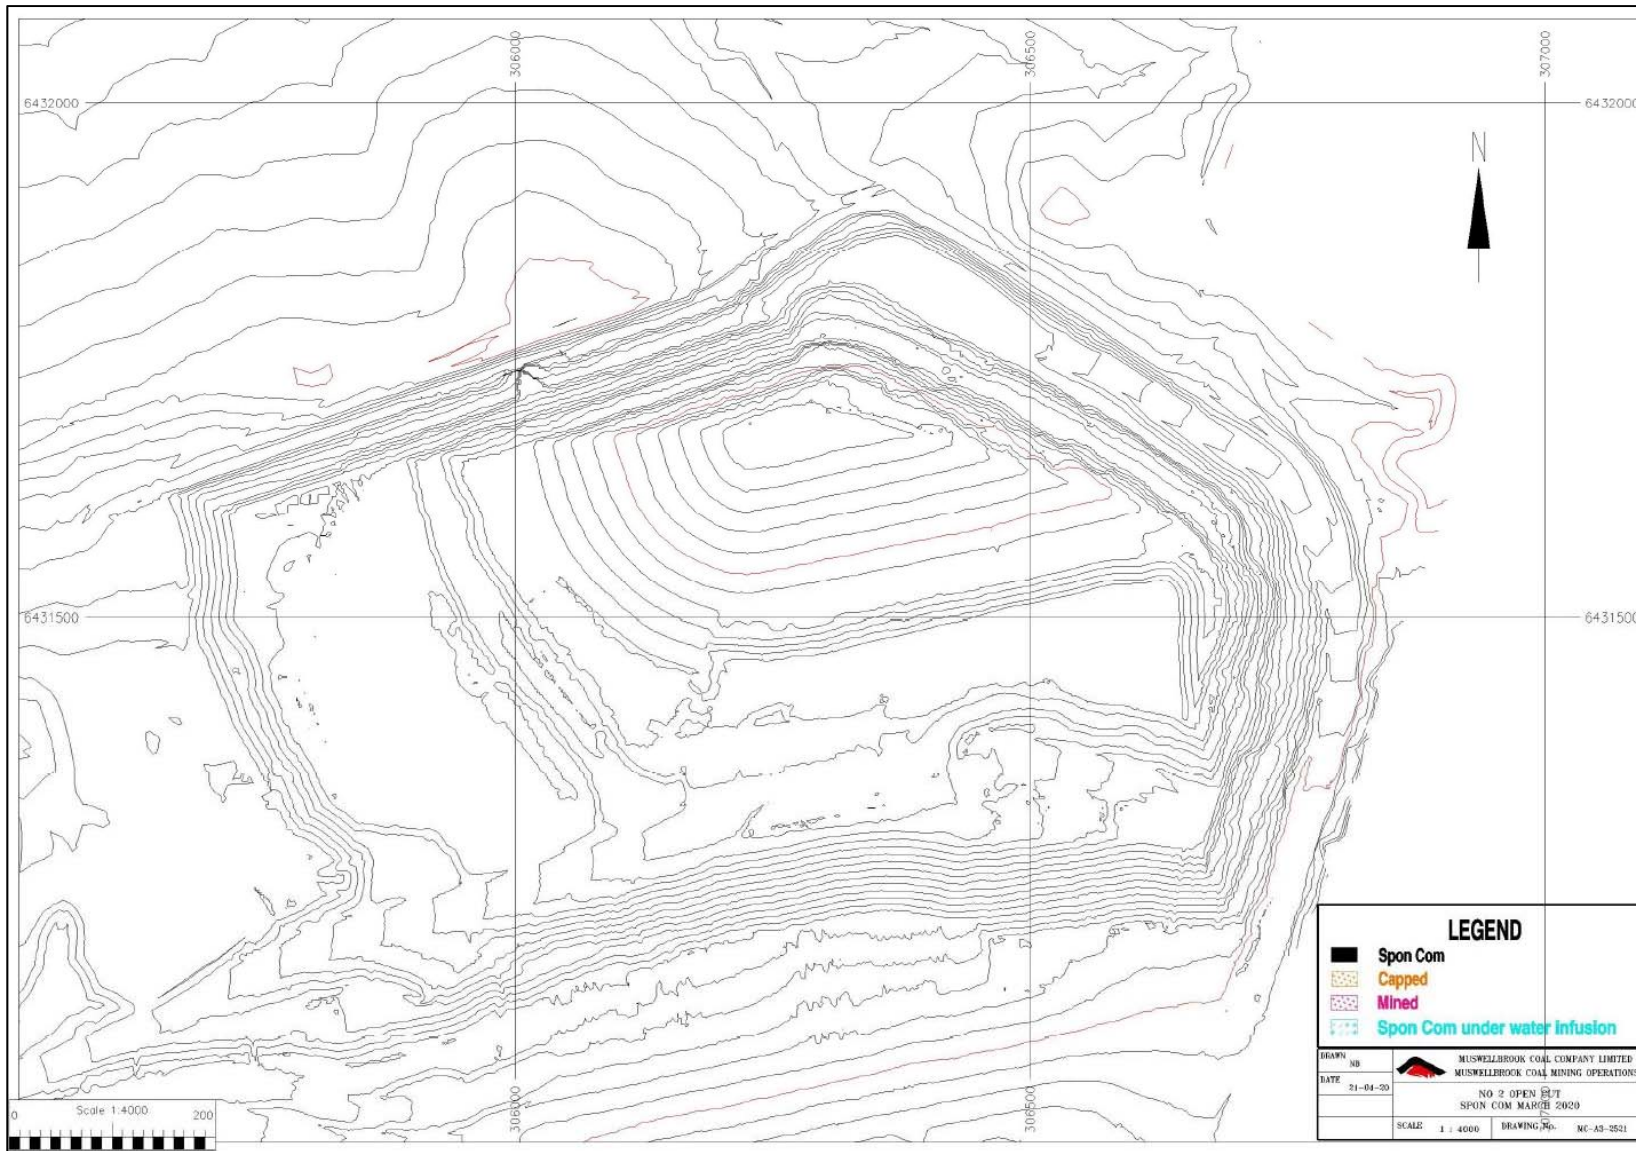 306000
306500
307000
6432000
6432000
N
6431500
6431500
LEGEND
Spon Com
Capped
Mined
Spon Com under water infusion
306000
306500
DRAWN
NB
DATE
21-04-20
MUSWELLBROOK COAL COMPANY LIMITED
MUSWELLBROOK COAL MINING OPERATIONS
NO 2 OPEN CUT
SPON COM MARCH 2020
307000
SCALE
1 : 4000
DRAWING No.
MC-A3-2521
0
Scale 1:4000
200